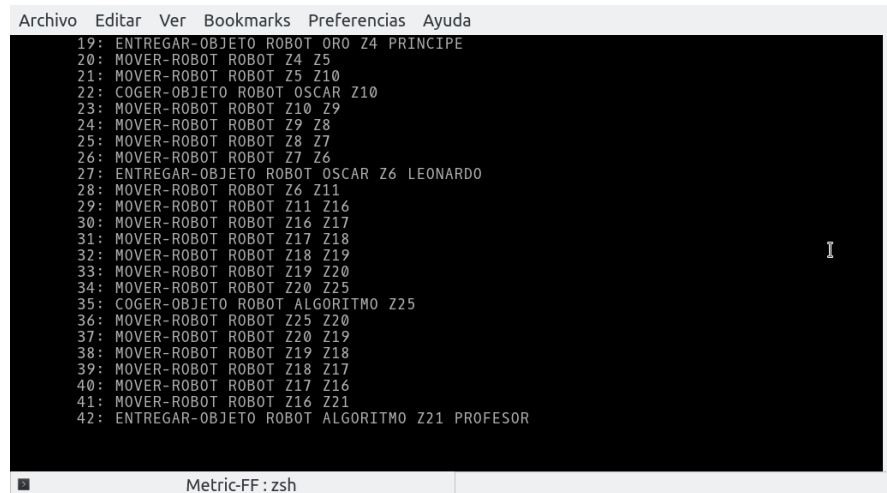 Archivo Editar Ver Bookmarks Preferencias Ayuda
19: ENTREGAR-OBJETO ROBOT ORO Z4 PRINCIPE
20: MOVER-ROBOT ROBOT Z4 Z5
21: MOVER-ROBOT ROBOT Z5 Z10
22: COGER-OBJETO ROBOT OSCAR Z10
23: MOVER-ROBOT ROBOT Z10 Z9
24: MOVER-ROBOT ROBOT Z9 Z8
25: MOVER-ROBOT ROBOT Z8 Z7
26: MOVER-ROBOT ROBOT Z7 Z6
27: ENTREGAR-OBJETO ROBOT OSCAR Z6 LEONARDO
28: MOVER-ROBOT ROBOT Z6 Z11
29: MOVER-ROBOT ROBOT Z11 Z16
30: MOVER-ROBOT ROBOT Z16 Z17
31: MOVER-ROBOT ROBOT Z17 Z18
32: MOVER-ROBOT ROBOT Z18 Z19
33: MOVER-ROBOT ROBOT Z19 Z20
34: MOVER-ROBOT ROBOT Z20 Z25
35: COGER-OBJETO ROBOT ALGORITMO Z25
36: MOVER-ROBOT ROBOT Z25 Z20
37: MOVER-ROBOT ROBOT Z20 Z19
38: MOVER-ROBOT ROBOT Z19 Z18
39: MOVER-ROBOT ROBOT Z18 Z17
40: MOVER-ROBOT ROBOT Z17 Z16
41: MOVER-ROBOT ROBOT Z16 Z21
42: ENTREGAR-OBJETO ROBOT ALGORITMO Z21 PROFESOR
Metric-FF : zsh